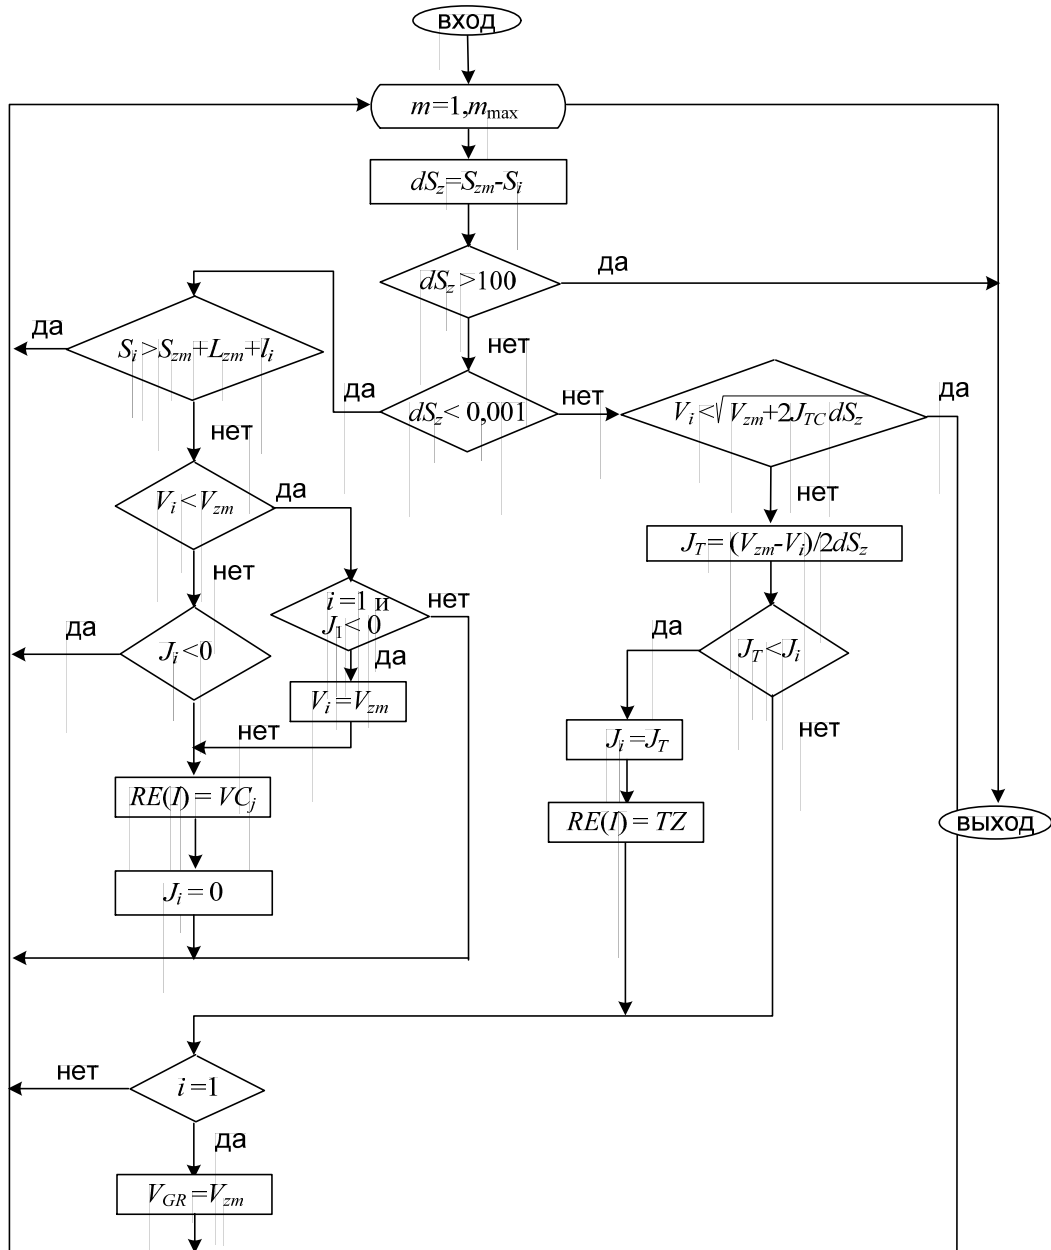 вход
m=1,mmax
dSz=Szm-Si
dSz>100
да
нет
Si>Szm+Lzm+li
да
нет
dSz< 0,001
да
нет
Vi<√Vzm+2JTC dSz
да
нет
Vi<Vzm
да
нет
JT= (Vzm-Vi)/2dSz
i=1 и
J1< 0
нет
да
Ji<0
да
нет
JT<Ji
да
нет
Vi=Vzm
Ji=JT
RE(I) = VCj
RE(I) = TZ
выход
Ji = 0
i=1
нет
да
VGR=Vzm